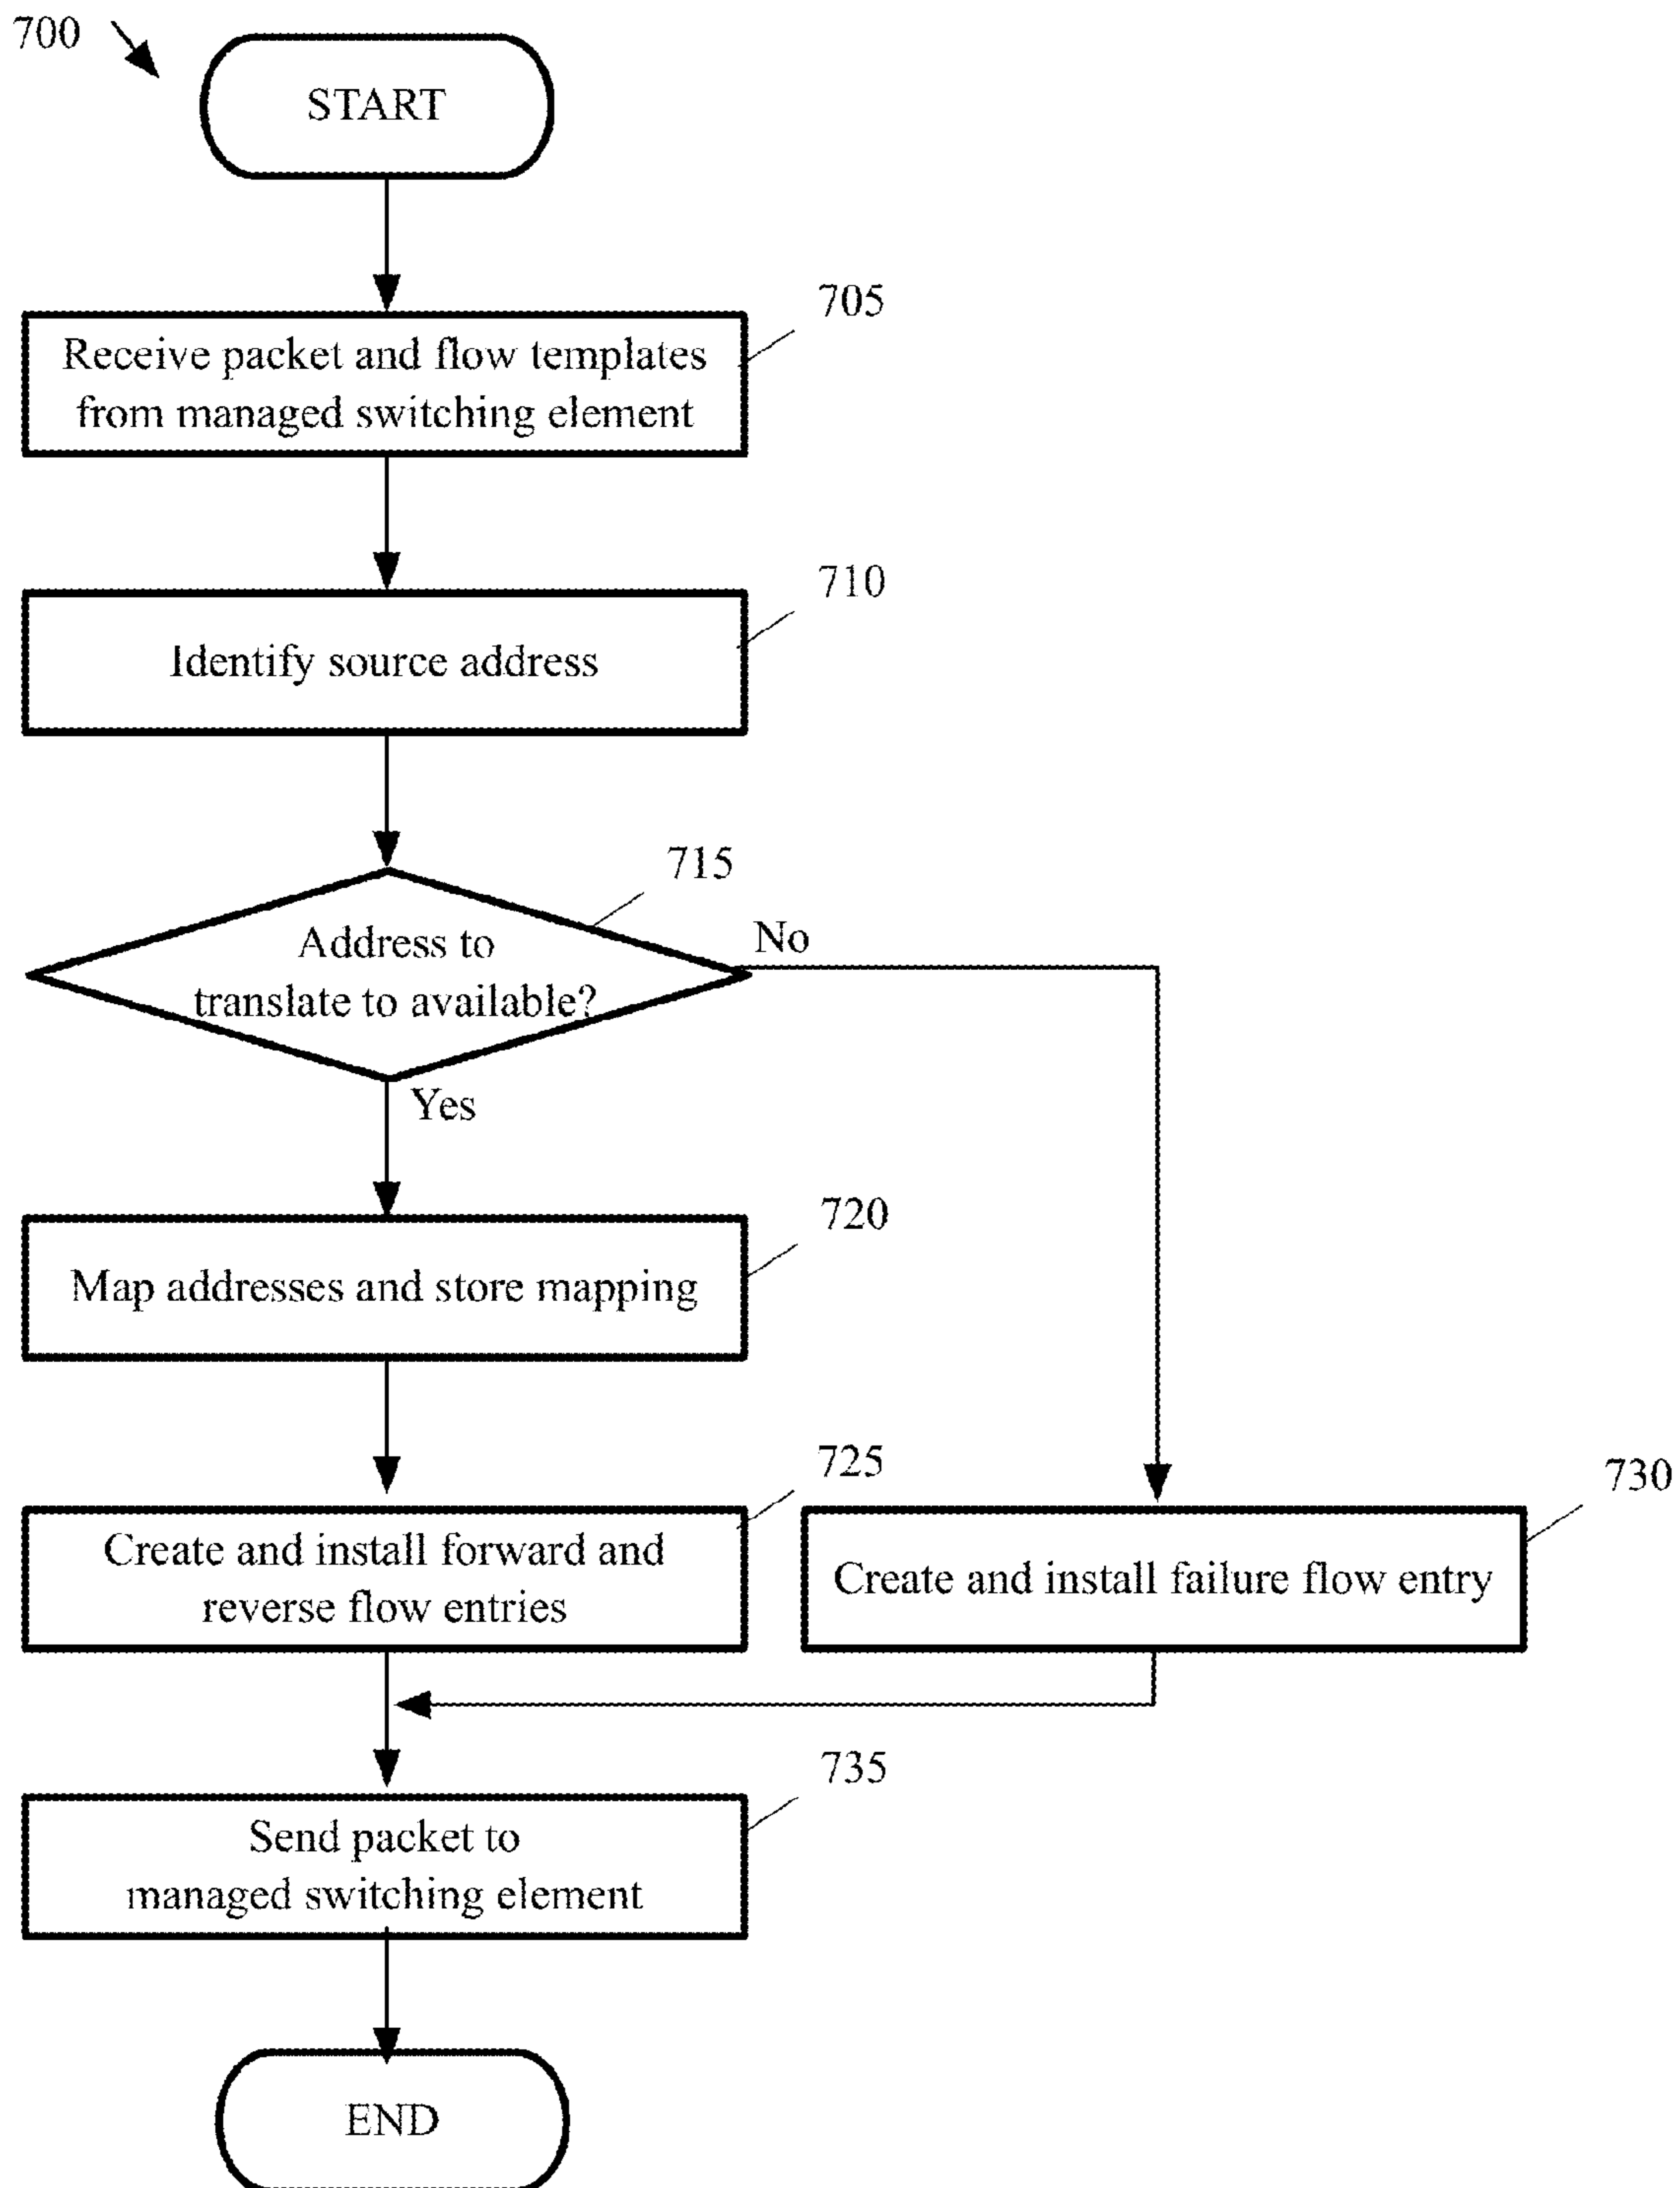 700
START
705
Receive packet and flow templates
from managed switching element
710
Identify source address
715
Address to
translate to available?
No
Yes
720
Map addresses and store mapping
725
Create and install forward and
reverse flow entries
730
Create and install failure flow entry
735
Send packet to
managed switching element
END